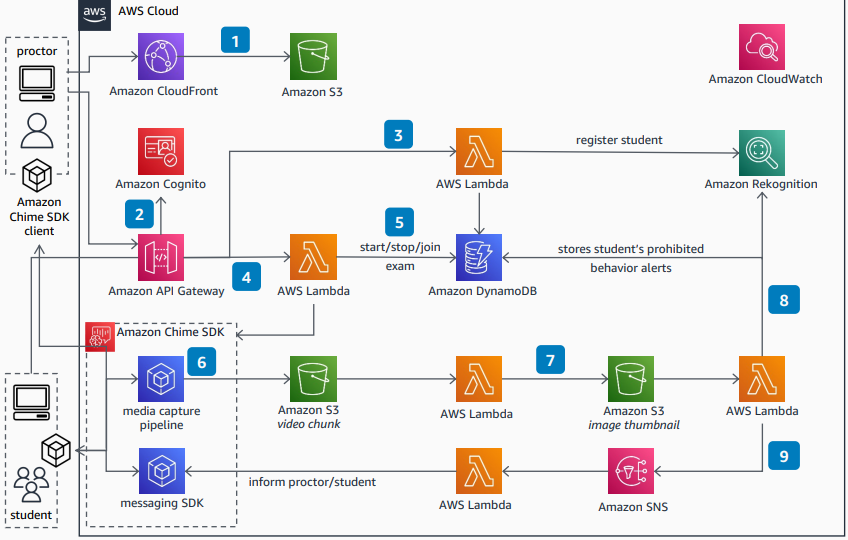 aws
AWS Cloud
proctor
1
Amazon CloudFront
Amazon S3
Amazon CloudWatch
3
register student
Amazon
Chime SDK
client
Amazon Cognito
AWS Lambda
Amazon Rekognition
2
5
start/stop/join
exam
stores student's prohibited
behavior alerts
4
Amazon API Gateway
AWS Lambda
Amazon DynamoDB
8
Amazon Chime SDK
6
7
media capture
pipeline
Amazon S3
video chunk
AWS Lambda
Amazon S3
image thumbnail
AWS Lambda
9
inform proctor/student
messaging SDK
AWS Lambda
Amazon SNS
student